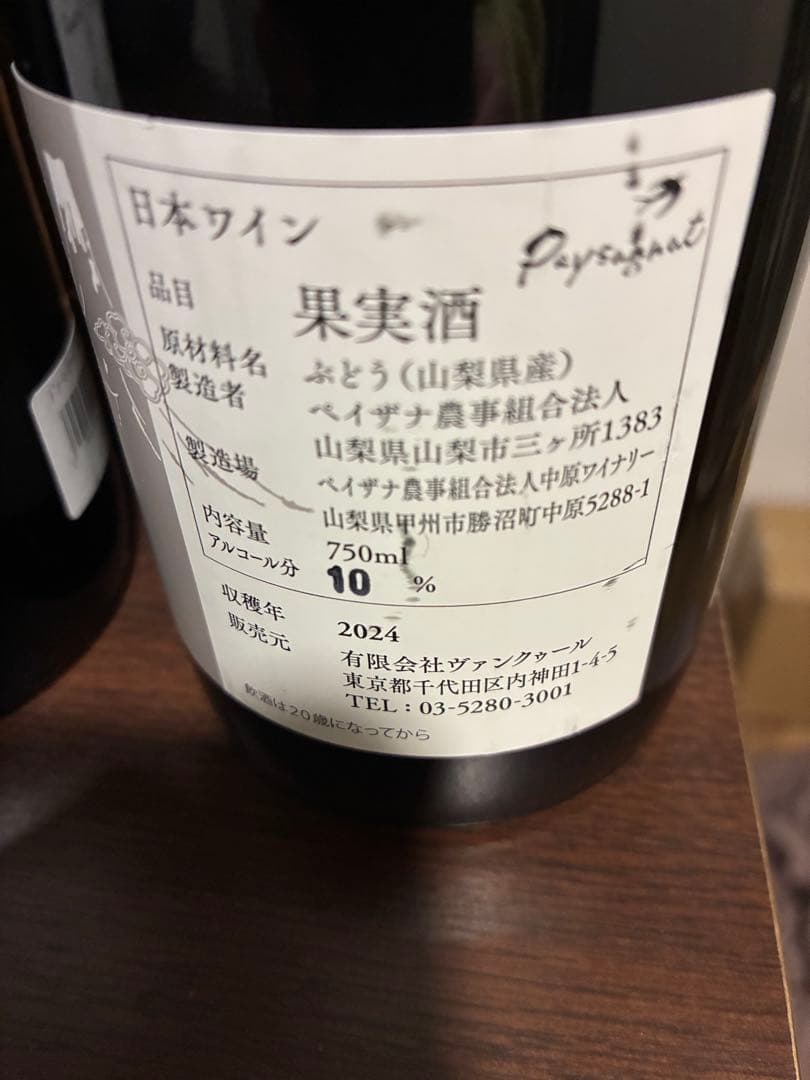 日本ワイン
Paysagnat
品目 果実酒
原材料名 ぶどう(山梨県産)
製造者 ペイザナ農事組合法人
山梨県山梨市三ヶ所1383
製造場 ペイザナ農事組合法人中原ワイナリー
山梨県甲州市勝沼町中原5288-1
内容量 750ml
アルコール分 10 %
収穫年 2024
販売元 有限会社ヴァンクゥール
東京都千代田区内神田1-4-5
TEL : 03-5280-3001
飲酒は20歳になってから